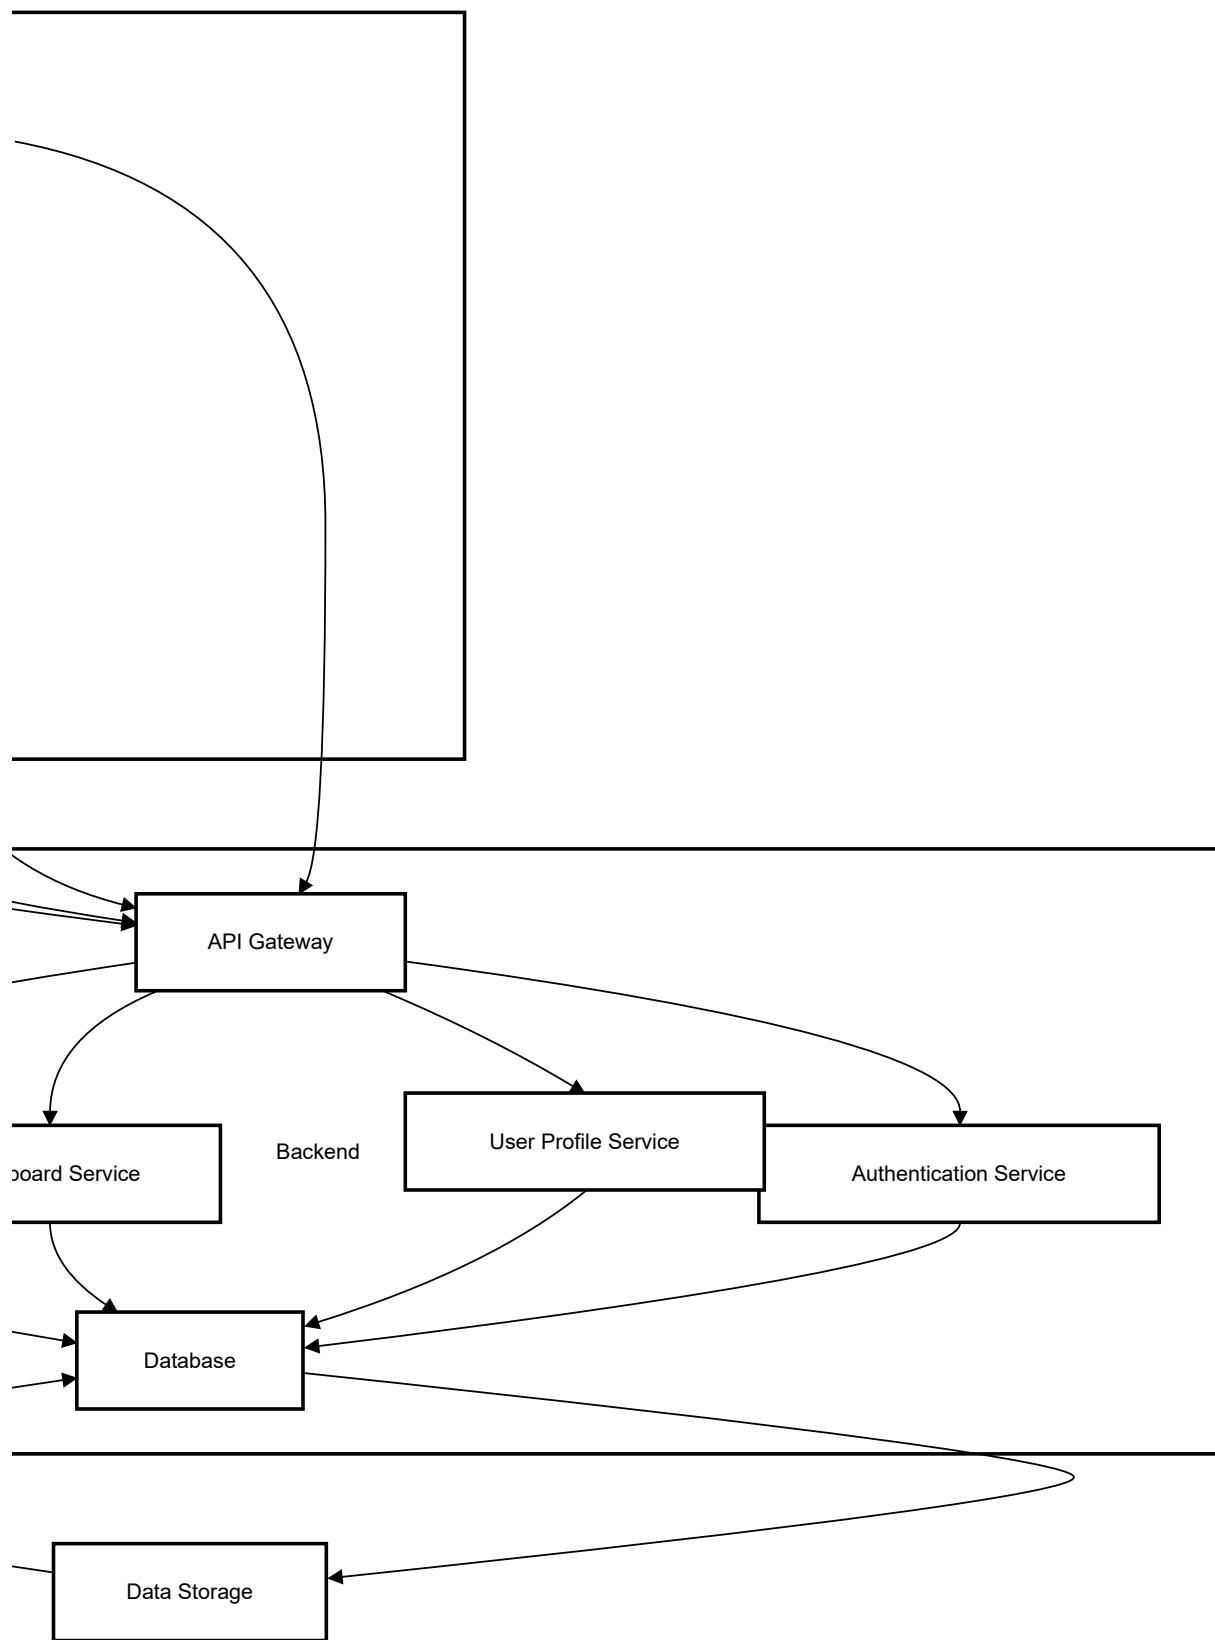 API Gateway
User Profile Service
Backend
board Service
Authentication Service
Database
Data Storage